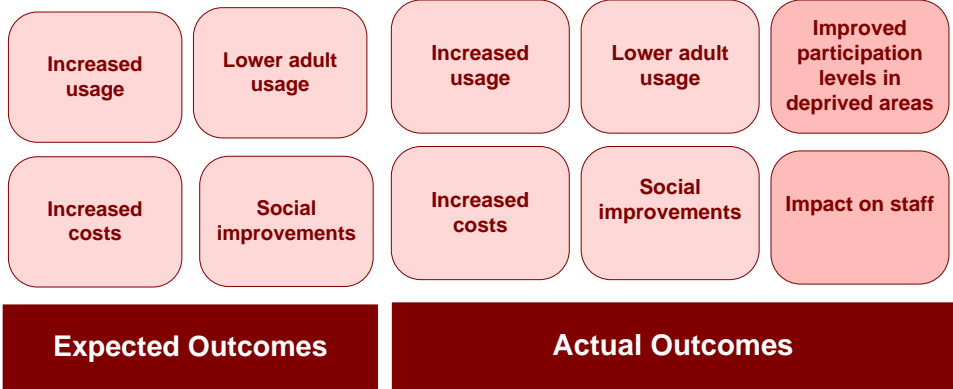 Increased
usage
Lower adult
usage
Increased
costs
Social
improvements
Expected Outcomes
Increased
usage
Lower adult
usage
Improved
participation
levels in
deprived areas
Increased
costs
Social
improvements
Impact on staff
Actual Outcomes